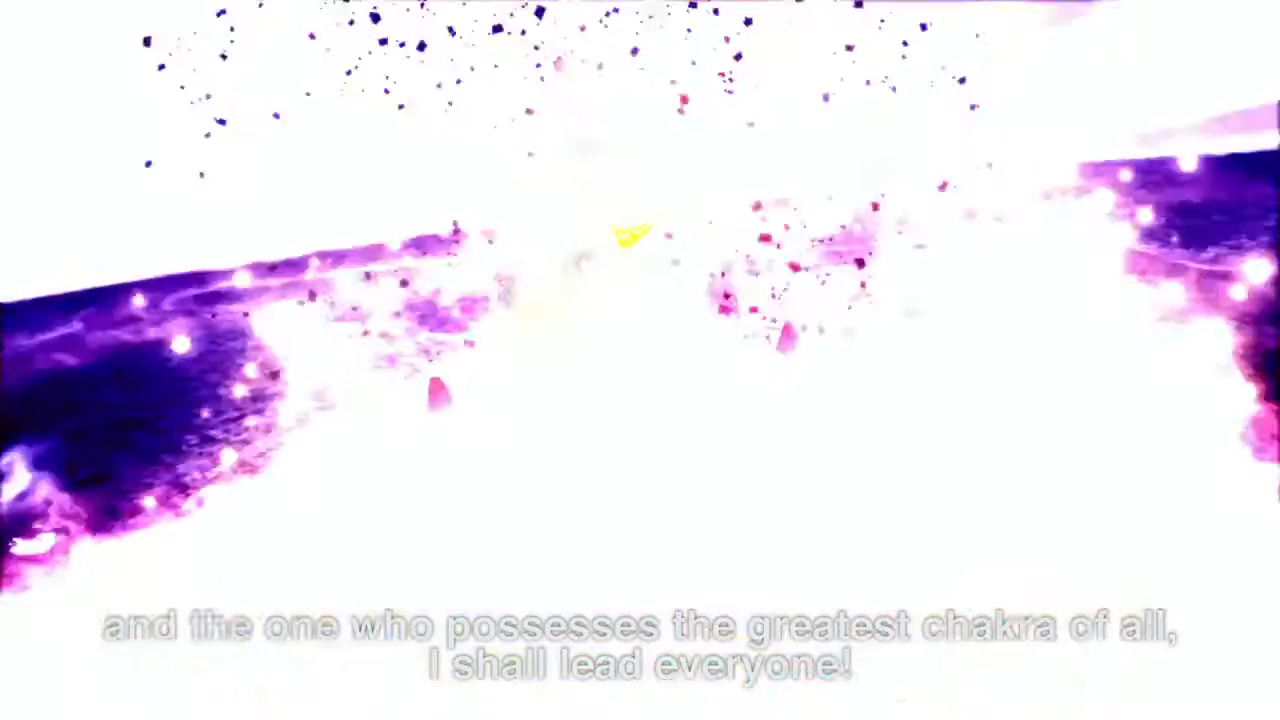 and the one who possesses the greatest chakra of all,
I shall lead everyone!